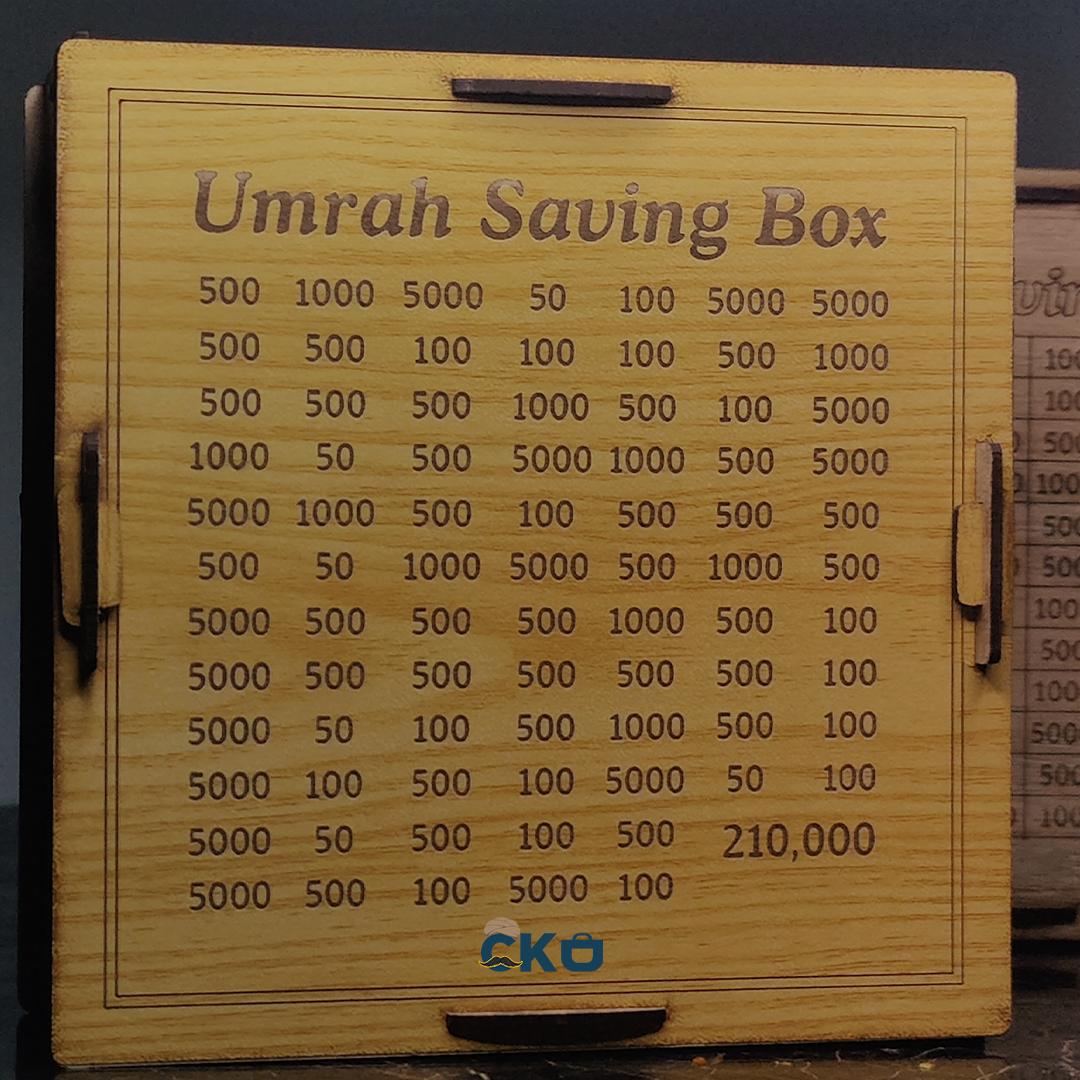 Umrah Saving Box
500 1000 5000 50 100 5000 5000
500 500 100 100 100 500 1000
500 500 500 1000 500 100 5000
1000 50 500 5000 1000 500 5000
5000 1000 500 100 500 500 500
500 50 1000 5000 500 1000 500
5000 500 500 500 1000 500 100
5000 500 500 500 500 500 100
5000 50 100 500 1000 500 100
5000 100 500 100 5000 50 100
5000 50 500 100 500 210,000
5000 500 100 5000 100
CKO